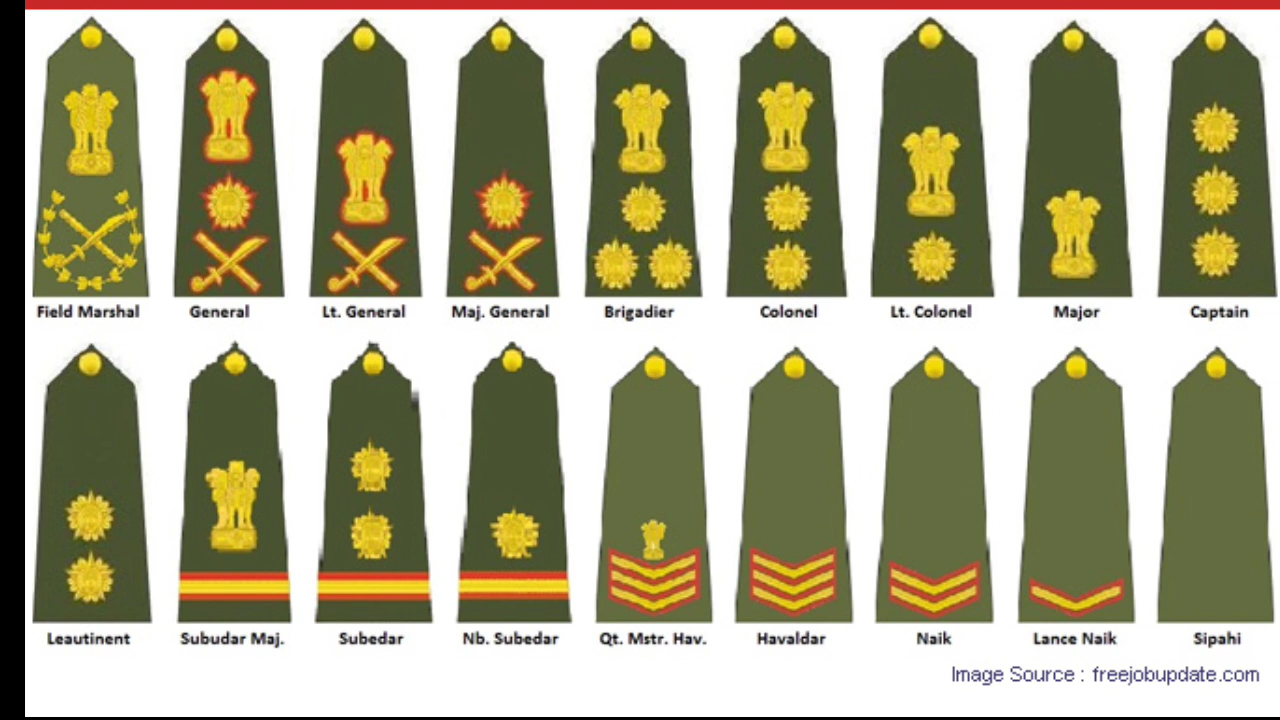 Field Marshal
General
Lt. General
Maj. General
Brigadier
Colonel
Lt. Colonel
Major
Captain
Leautinent
Subudar Maj.
Subedar
Nb. Subedar
Qt. Mstr. Hav.
Havaldar
Naik
Lance Naik
Sipahi
Image Source : freejobupdate.com